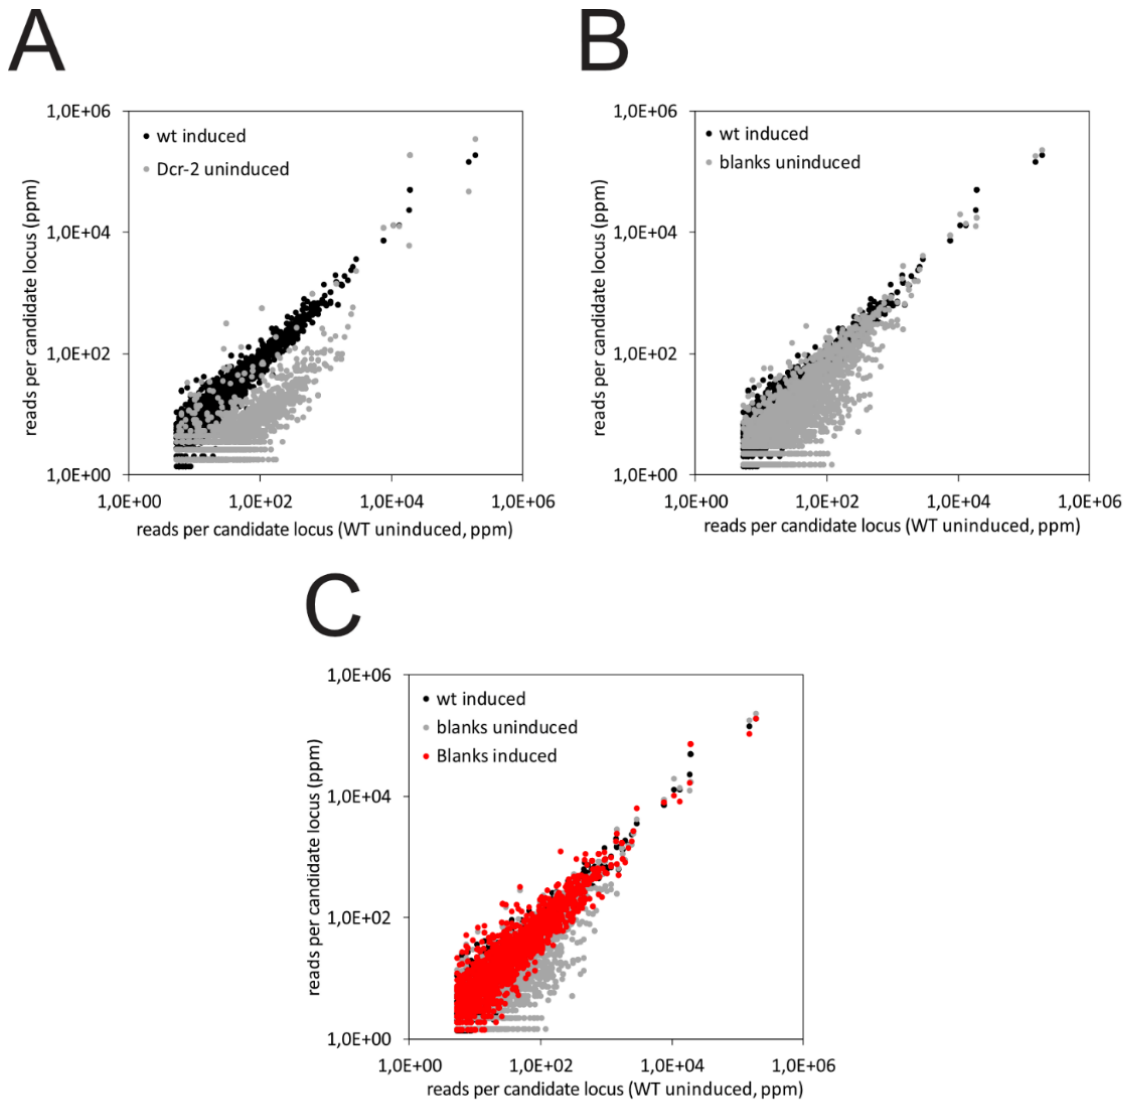 A
1,0E+06
1,0E+04
1,0E+02
1,0E+00
reads per candidate locus (ppm)
wt induced
Dcr-2 uninduced
1,0E+00 1,0E+02 1,0E+04 1,0E+06
reads per candidate locus (WT uninduced, ppm)
B
1,0E+06
1,0E+04
1,0E+02
1,0E+00
reads per candidate locus (ppm)
wt induced
blanks uninduced
1,0E+00 1,0E+02 1,0E+04 1,0E+06
reads per candidate locus (WT uninduced, ppm)
C
1,0E+06
1,0E+04
1,0E+02
1,0E+00
reads per candidate locus (ppm)
wt induced
blanks uninduced
Blanks induced
1,0E+00 1,0E+02 1,0E+04 1,0E+06
reads per candidate locus (WT uninduced, ppm)